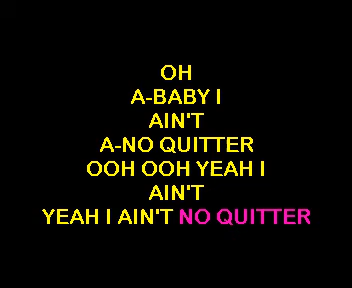 OH
A-BABY I
AIN'T
A-NO QUITTER
OOH OOH YEAH I
AIN'T
YEAH I AIN'T NO QUITTER